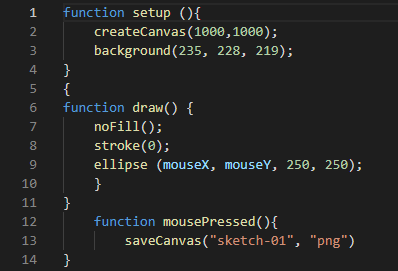 1 function setup (){
2     createCanvas(1000,1000);
3     background(235, 228, 219);
4 }
5 {
6 function draw() {
7     noFill();
8     stroke(0);
9     ellipse (mouseX, mouseY, 250, 250);
10     }
11 }
12     function mousePressed(){
13         saveCanvas("sketch-01", "png")
14 }